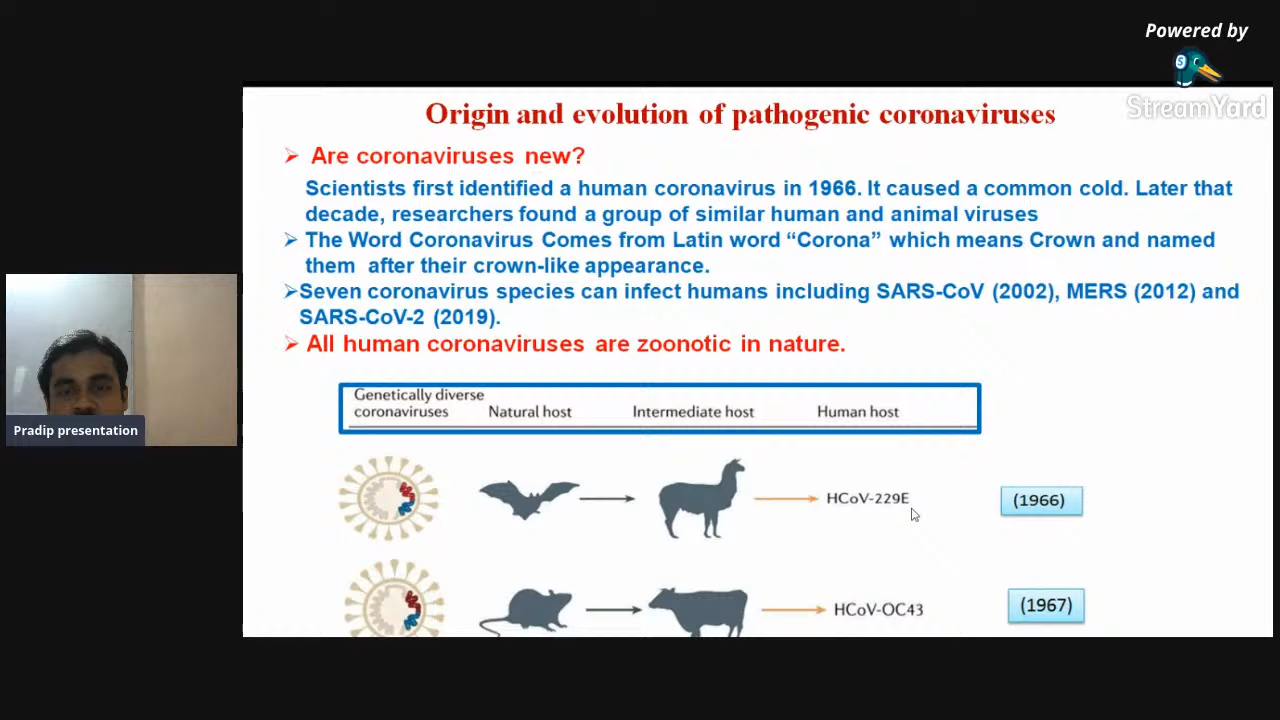 Powered by
StreamYard
Origin and evolution of pathogenic coronaviruses
➢ Are coronaviruses new?
Scientists first identified a human coronavirus in 1966. It caused a common cold. Later that
decade, researchers found a group of similar human and animal viruses
➢ The Word Coronavirus Comes from Latin word “Corona” which means Crown and named
them after their crown-like appearance.
➢Seven coronavirus species can infect humans including SARS-CoV (2002), MERS (2012) and
SARS-CoV-2 (2019).
➢ All human coronaviruses are zoonotic in nature.
Genetically diverse
coronaviruses Natural host Intermediate host Human host
HCoV-229E (1966)
HCoV-OC43 (1967)
Pradip presentation